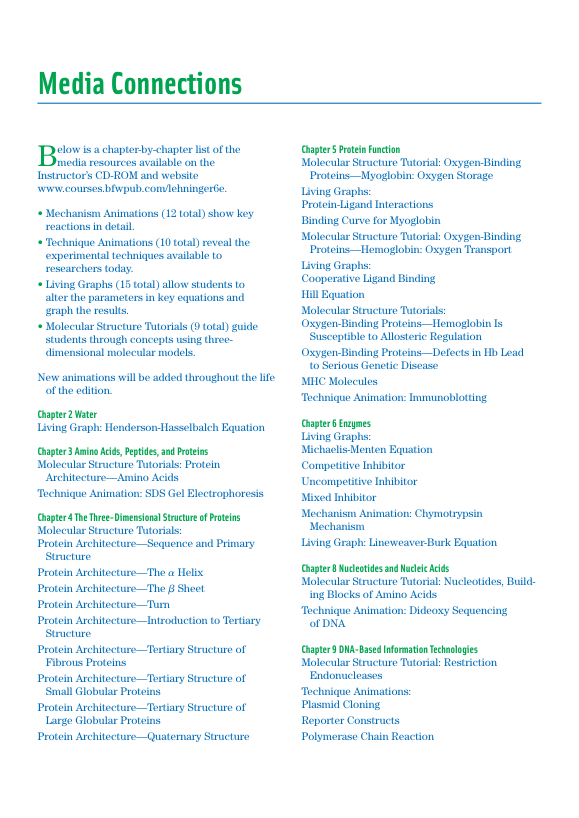 Media Connections
Below is a chapter-by-chapter list of the
media resources available on the
Instructor's CD-ROM and website
www.courses.bfwpub.com/lehninger6e.
• Mechanism Animations (12 total) show key
reactions in detail.
• Technique Animations (10 total) reveal the
experimental techniques available to
researchers today.
• Living Graphs (15 total) allow students to
alter the parameters in key equations and
graph the results.
• Molecular Structure Tutorials (9 total) guide
students through concepts using three-
dimensional molecular models.
New animations will be added throughout the life
of the edition.
Chapter 2 Water
Living Graph: Henderson-Hasselbalch Equation
Chapter 3 Amino Acids, Peptides, and Proteins
Molecular Structure Tutorials: Protein
Architecture—Amino Acids
Technique Animation: SDS Gel Electrophoresis
Chapter 4 The Three-Dimensional Structure of Proteins
Molecular Structure Tutorials:
Protein Architecture—Sequence and Primary
Structure
Protein Architecture—The α Helix
Protein Architecture—The β Sheet
Protein Architecture—Turn
Protein Architecture—Introduction to Tertiary
Structure
Protein Architecture—Tertiary Structure of
Fibrous Proteins
Protein Architecture—Tertiary Structure of
Small Globular Proteins
Protein Architecture—Tertiary Structure of
Large Globular Proteins
Protein Architecture—Quaternary Structure
Chapter 5 Protein Function
Molecular Structure Tutorial: Oxygen-Binding
Proteins—Myoglobin: Oxygen Storage
Living Graphs:
Protein-Ligand Interactions
Binding Curve for Myoglobin
Molecular Structure Tutorial: Oxygen-Binding
Proteins—Hemoglobin: Oxygen Transport
Living Graphs:
Cooperative Ligand Binding
Hill Equation
Molecular Structure Tutorials:
Oxygen-Binding Proteins—Hemoglobin Is
Susceptible to Allosteric Regulation
Oxygen-Binding Proteins—Defects in Hb Lead
to Serious Genetic Disease
MHC Molecules
Technique Animation: Immunoblotting
Chapter 6 Enzymes
Living Graphs:
Michaelis-Menten Equation
Competitive Inhibitor
Uncompetitive Inhibitor
Mixed Inhibitor
Mechanism Animation: Chymotrypsin
Mechanism
Living Graph: Lineweaver-Burk Equation
Chapter 8 Nucleotides and Nucleic Acids
Molecular Structure Tutorial: Nucleotides, Build-
ing Blocks of Amino Acids
Technique Animation: Dideoxy Sequencing
of DNA
Chapter 9 DNA-Based Information Technologies
Molecular Structure Tutorial: Restriction
Endonucleases
Technique Animations:
Plasmid Cloning
Reporter Constructs
Polymerase Chain Reaction